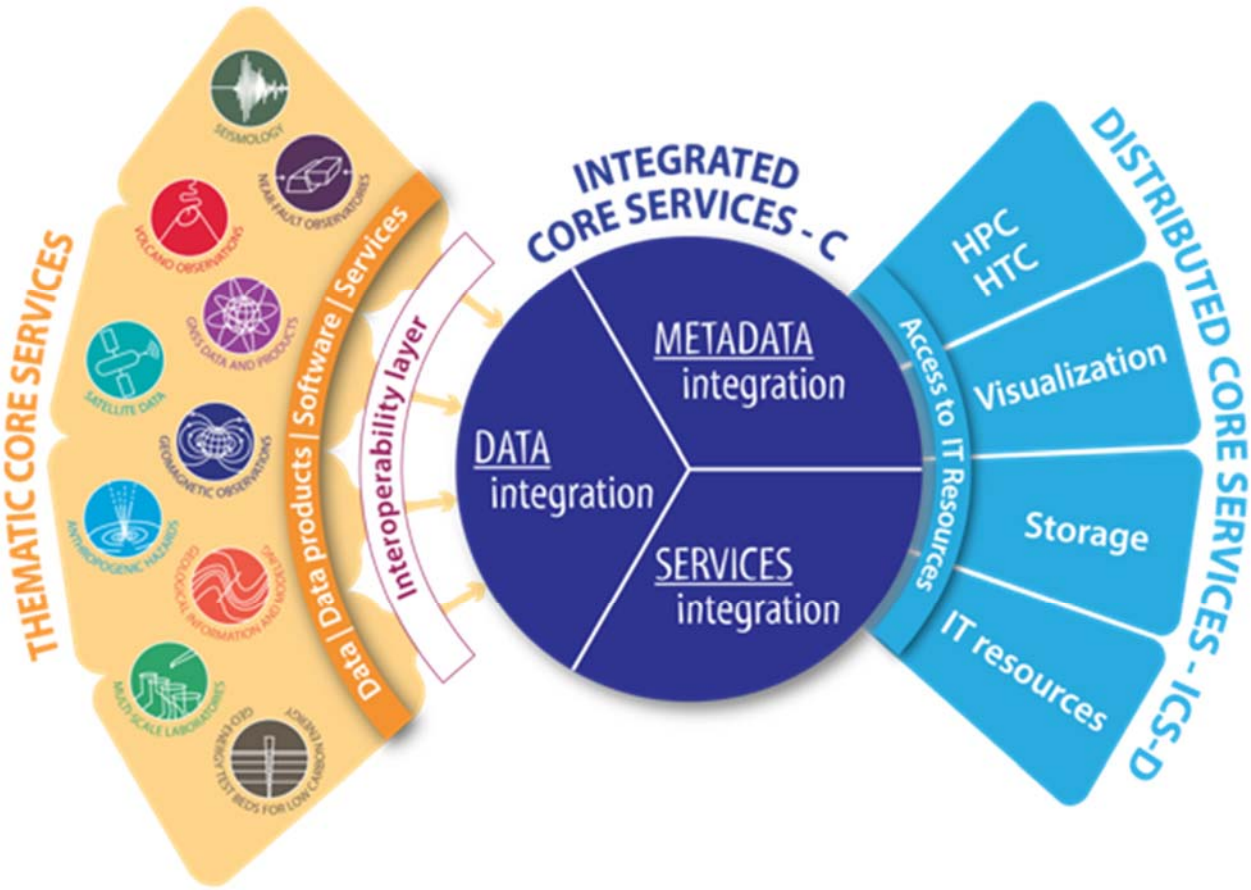 THEMATIC CORE SERVICES
SEISMOLOGY
NEAR-FAULT OBSERVATORIES
VOLCANO OBSERVATIONS
GNSS DATA AND PRODUCTS
SATELLITE DATA
GEOMAGNETIC OBSERVATIONS
ANTHROPOGENIC HAZARDS
GEOLOGICAL INFORMATION AND MODELING
MULTI-SCALE LABORATORIES
GEO-ENERGY TEST BEDS FOR LOW CARBON ENERGY
Data | Data products | Software | Services
Interoperability layer
INTEGRATED
CORE SERVICES - C
METADATA
integration
DATA
integration
SERVICES
integration
Access to IT Resources
HPC
HTC
Visualization
Storage
IT resources
DISTRIBUTED CORE SERVICES - ICS-D